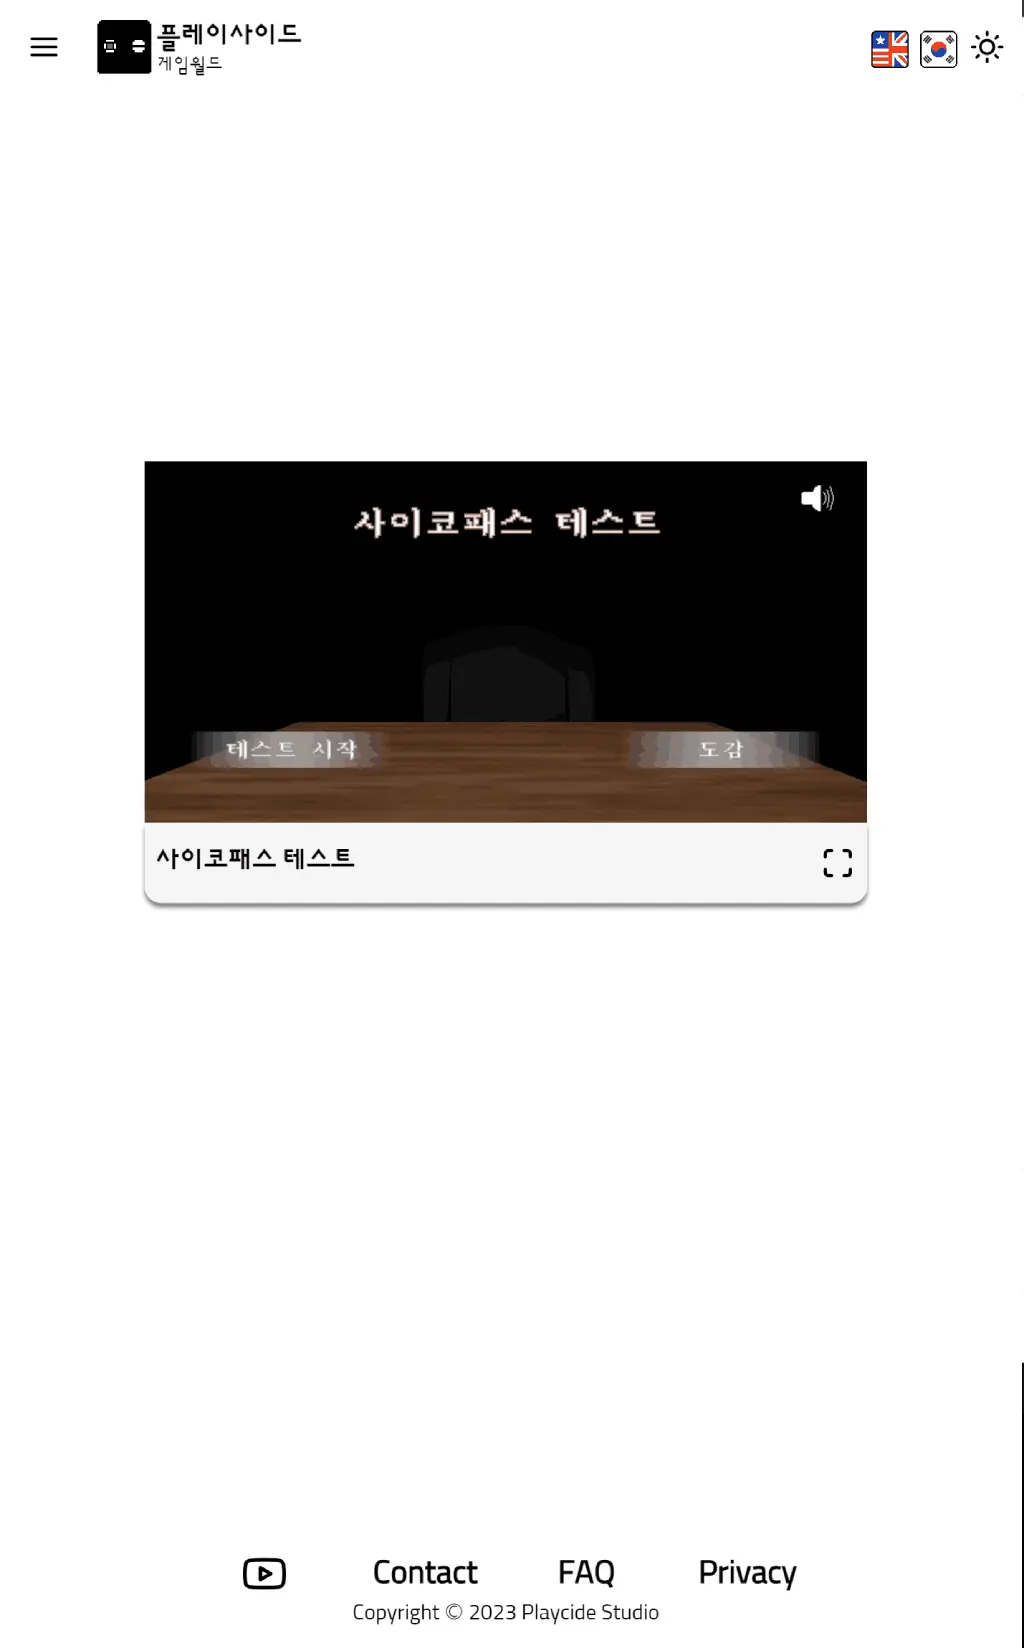 플레이사이드
게임월드
사이코패스 테스트
테스트 시작
도감
사이코패스 테스트
Contact
FAQ
Privacy
Copyright © 2023 Playcide Studio